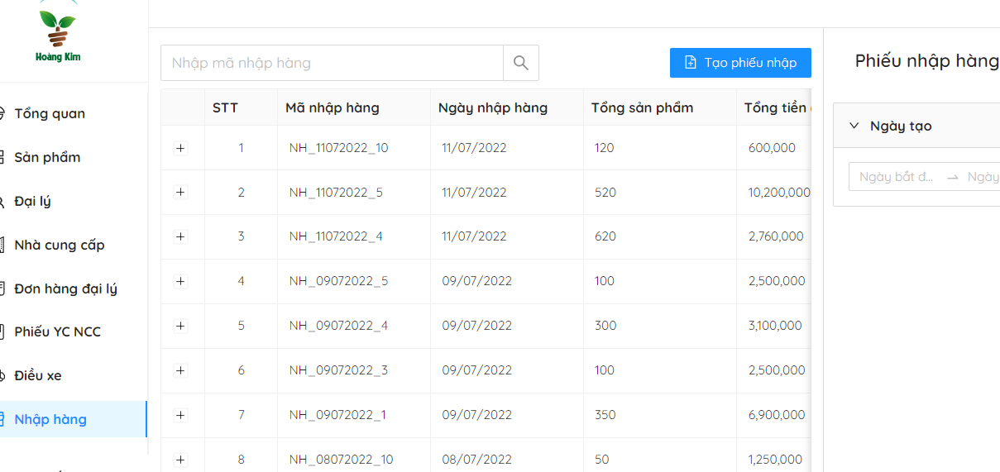 Hoàng Kim
Tổng quan
Sản phẩm
Đại lý
Nhà cung cấp
Đơn hàng đại lý
Phiếu YC NCC
Điều xe
Nhập hàng
Nhập mã nhập hàng
Tạo phiếu nhập
STT Mã nhập hàng Ngày nhập hàng Tổng sản phẩm Tổng tiền
1 NH_11072022_10 11/07/2022 120 600,000
2 NH_11072022_5 11/07/2022 520 10,200,000
3 NH_11072022_4 11/07/2022 620 2,760,000
4 NH_09072022_5 09/07/2022 100 2,500,000
5 NH_09072022_4 09/07/2022 300 3,100,000
6 NH_09072022_3 09/07/2022 100 2,500,000
7 NH_09072022_1 09/07/2022 350 6,900,000
8 NH_08072022_10 08/07/2022 50 1,250,000
Phiếu nhập hàng
Ngày tạo
Ngày bắt đ... → Ngày